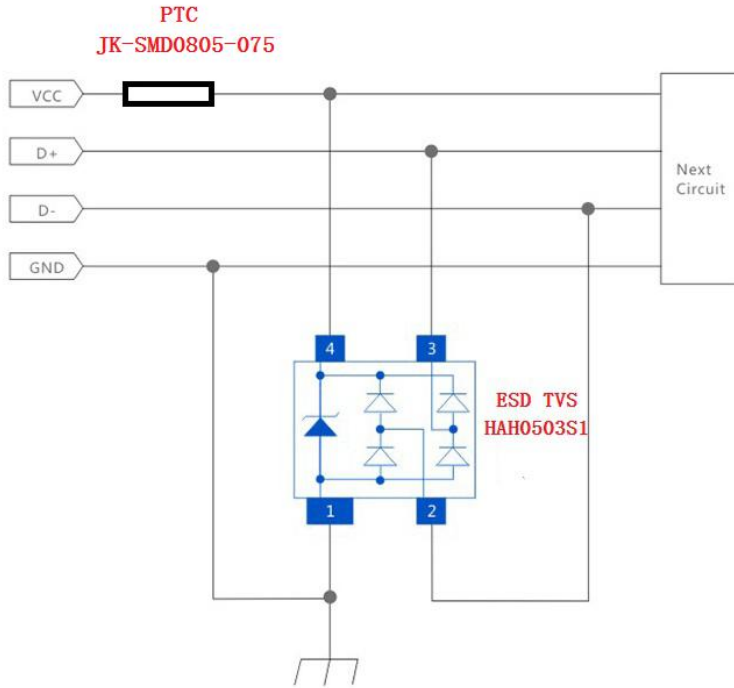 PTC
JK-SMD0805-075
VCC
D+
D-
Next
Circuit
GND
4
3
ESD TVS
HAH0503S1
1
2